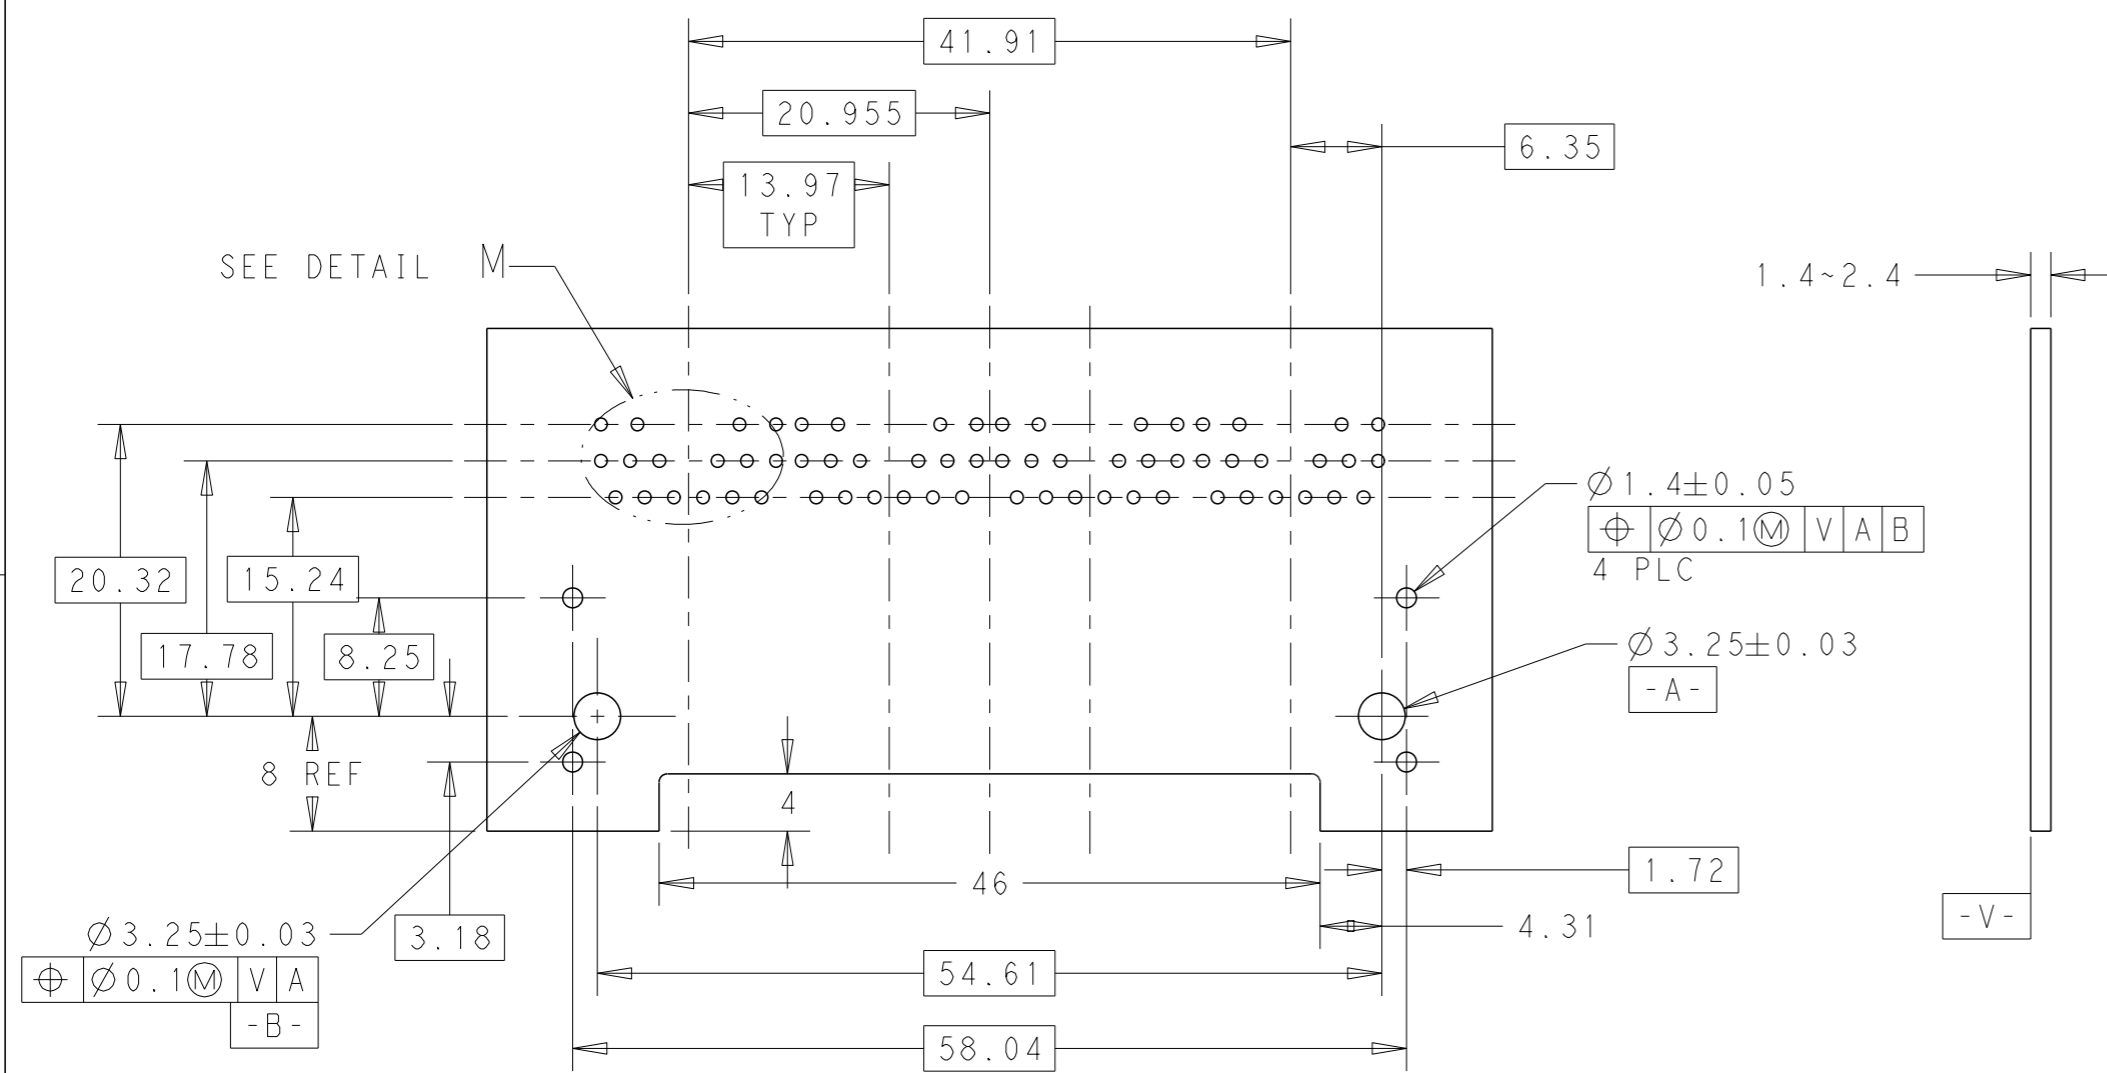 41.91
20.955
6.35
13.97
TYP
SEE DETAIL M
1.4~2.4
Ø1.4±0.05
⌖ Ø0.1Ⓜ V A B
4 PLC
20.32
15.24
17.78
8.25
Ø3.25±0.03
-A-
8 REF
4
46
1.72
-V-
Ø3.25±0.03
⌖ Ø0.1Ⓜ V A
-B-
3.18
4.31
54.61
58.04